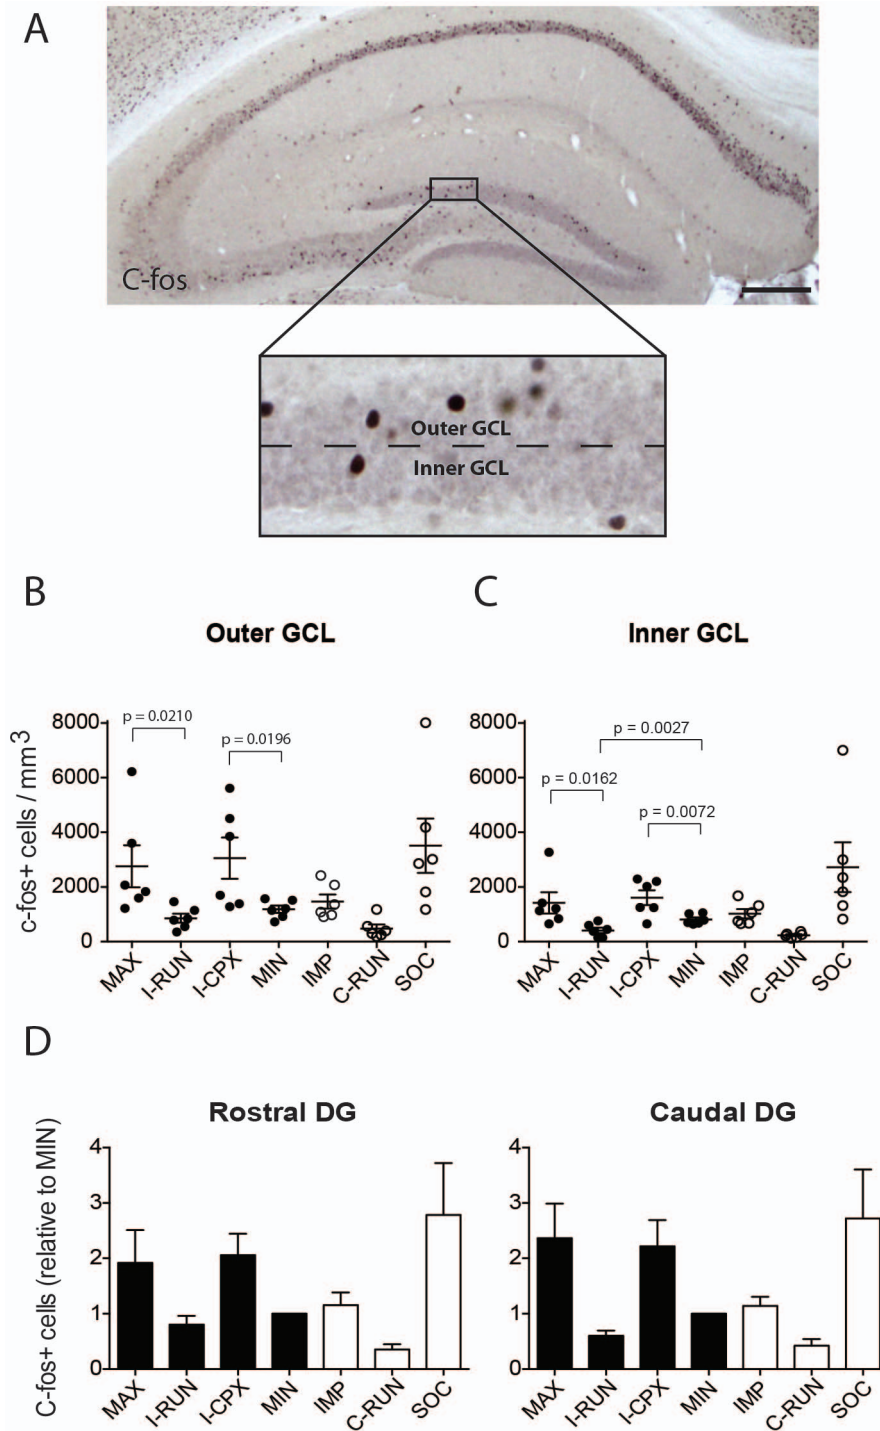 A
C-fos
Outer GCL
Inner GCL
B
C
Outer GCL
Inner GCL
c-fos+ cells / mm3
8000
6000
4000
2000
0
p = 0.0210
p = 0.0196
MAX
I-RUN
I-CPX
MIN
IMP
C-RUN
SOC
8000
6000
4000
2000
0
p = 0.0027
p = 0.0162
p = 0.0072
MAX
I-RUN
I-CPX
MIN
IMP
C-RUN
SOC
D
Rostral DG
Caudal DG
C-fos+ cells (relative to MIN)
4
3
2
1
0
MAX
I-RUN
I-CPX
MIN
IMP
C-RUN
SOC
4
3
2
1
0
MAX
I-RUN
I-CPX
MIN
IMP
C-RUN
SOC